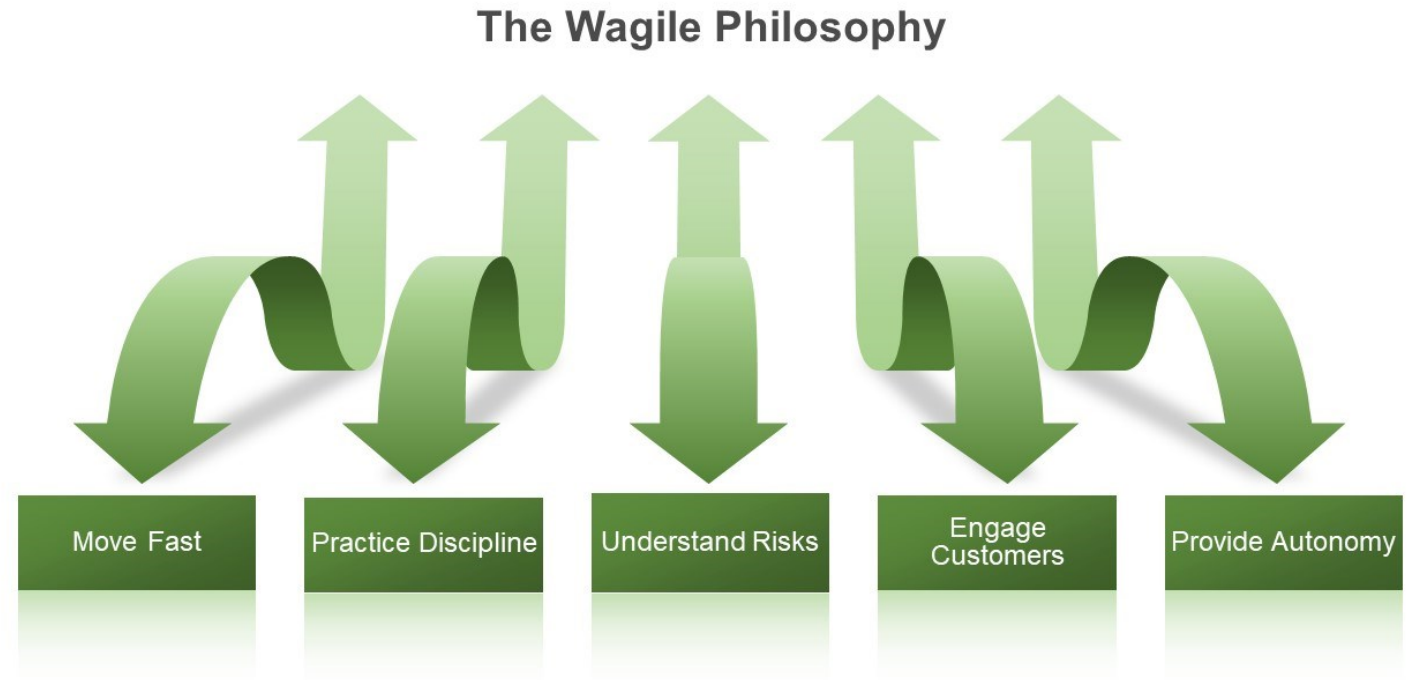 The Wagile Philosophy
Move Fast
Practice Discipline
Understand Risks
Engage
Customers
Provide Autonomy